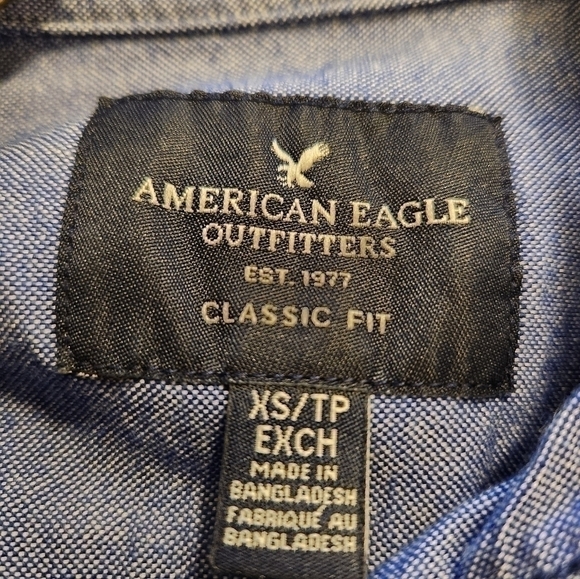 AMERICAN EAGLE
OUTFITTERS
EST. 1977
CLASSIC FIT
XS/TP
EXCH
MADE IN
BANGLADESH
FABRIQUÉ AU
BANGLADESH